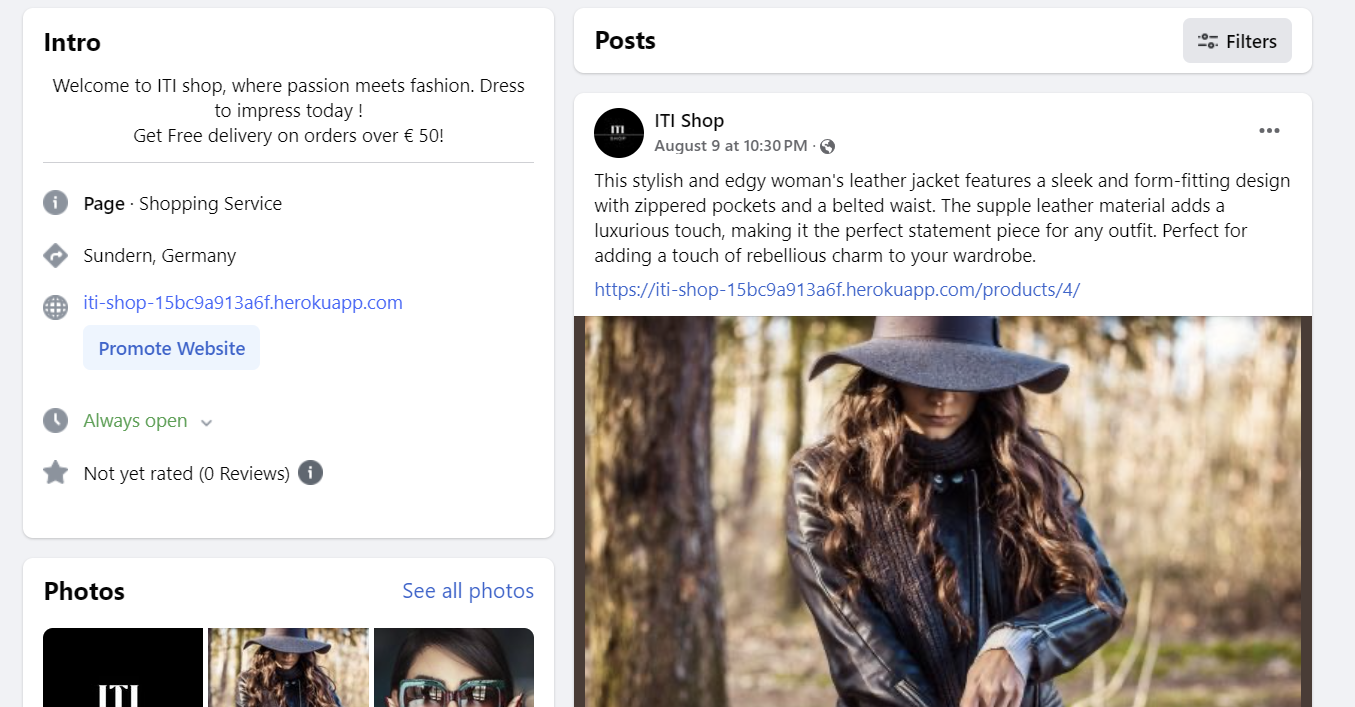 Intro
Welcome to ITI shop, where passion meets fashion. Dress
to impress today !
Get Free delivery on orders over € 50!
Page · Shopping Service
Sundern, Germany
iti-shop-15bc9a913a6f.herokuapp.com
Promote Website
Always open
Not yet rated (0 Reviews)
Photos
See all photos
ITI
Posts
Filters
ITI
SHOP
ITI Shop
August 9 at 10:30 PM ·
This stylish and edgy woman's leather jacket features a sleek and form-fitting design
with zippered pockets and a belted waist. The supple leather material adds a
luxurious touch, making it the perfect statement piece for any outfit. Perfect for
adding a touch of rebellious charm to your wardrobe.
https://iti-shop-15bc9a913a6f.herokuapp.com/products/4/